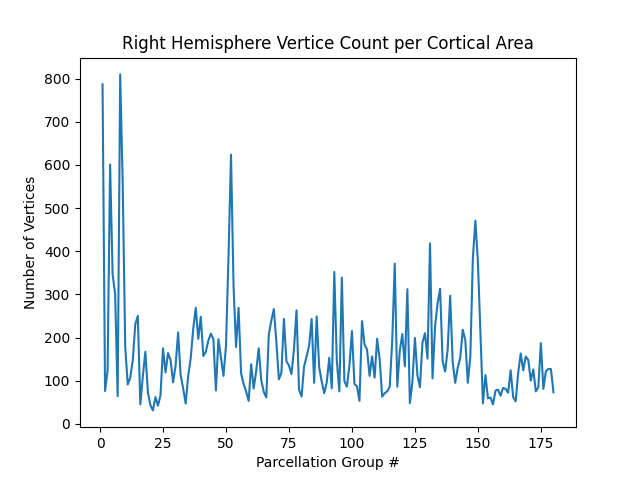 Right Hemisphere Vertice Count per Cortical Area
Number of Vertices
800
700
600
500
400
300
200
100
0
0 25 50 75 100 125 150 175
Parcellation Group #